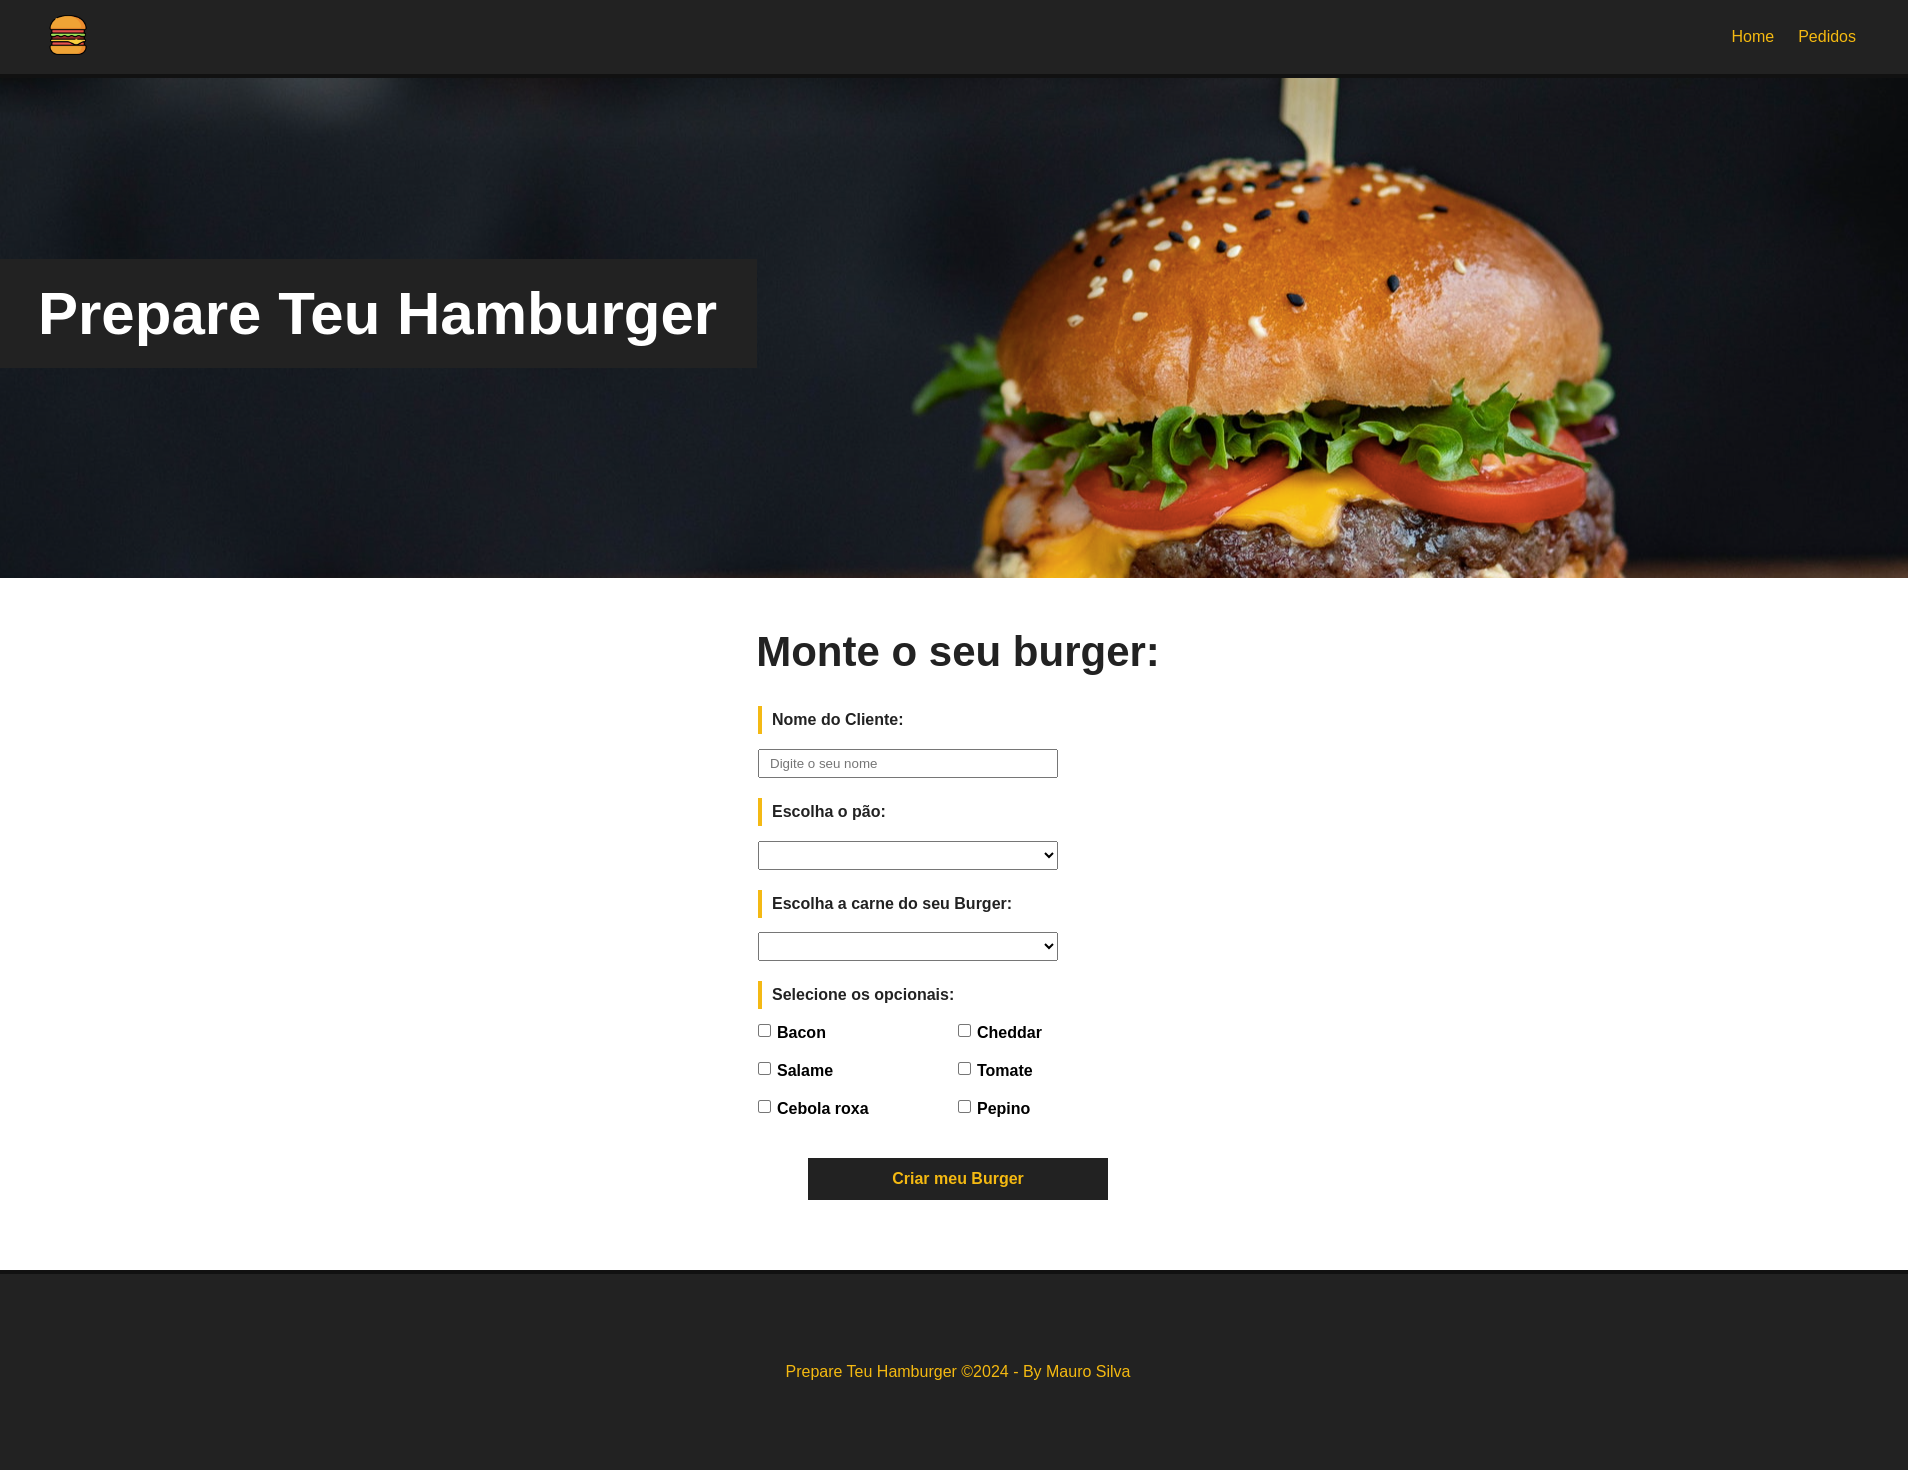 Home Pedidos
Prepare Teu Hamburger
Monte o seu burger:
Nome do Cliente:
Digite o seu nome
Escolha o pão:
Escolha a carne do seu Burger:
Selecione os opcionais:
Bacon Cheddar
Salame Tomate
Cebola roxa Pepino
Criar meu Burger
Prepare Teu Hamburger ©2024 - By Mauro Silva